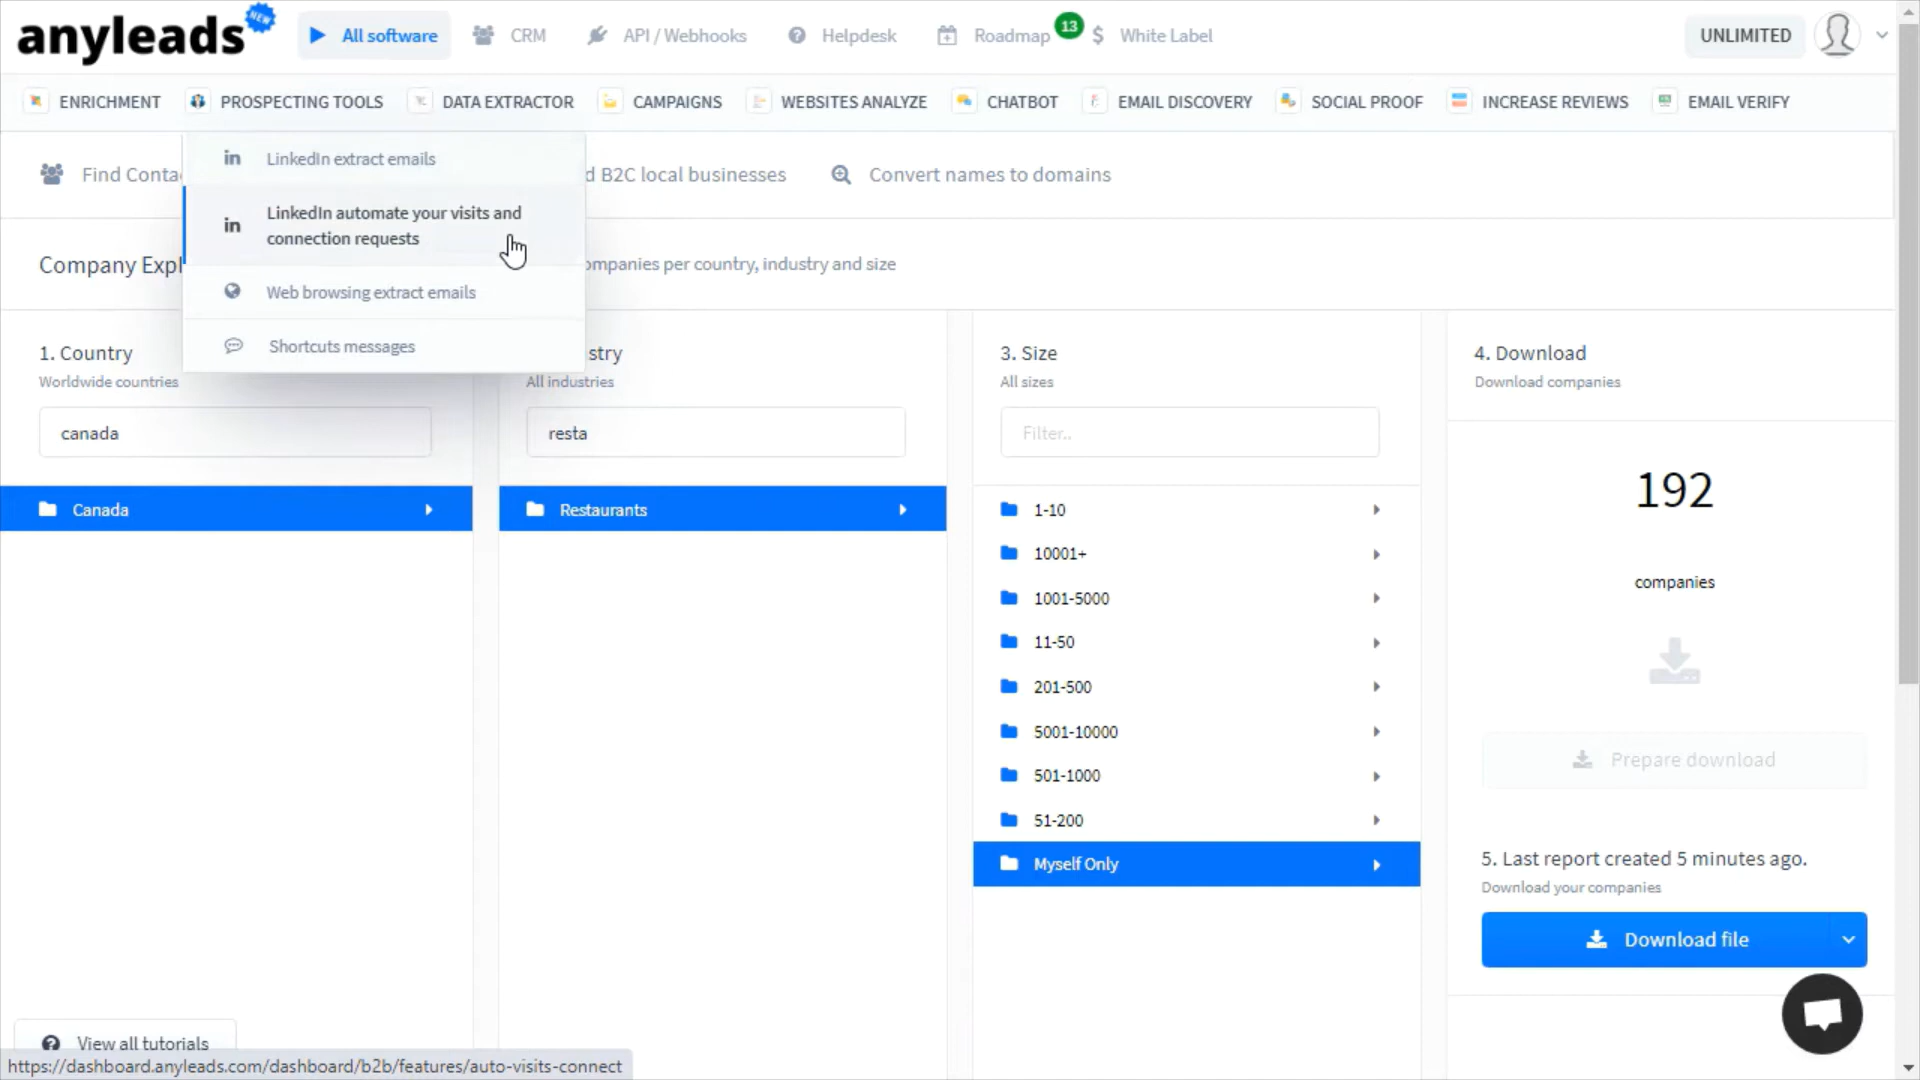 anyleads NEW
All software
CRM
API / Webhooks
Helpdesk
Roadmap
13
$ White Label
UNLIMITED
ENRICHMENT
PROSPECTING TOOLS
DATA EXTRACTOR
CAMPAIGNS
WEBSITES ANALYZE
CHATBOT
EMAIL DISCOVERY
SOCIAL PROOF
INCREASE REVIEWS
EMAIL VERIFY
in LinkedIn extract emails
in LinkedIn automate your visits and
connection requests
Web browsing extract emails
Shortcuts messages
Find Conta
d B2C local businesses
Convert names to domains
Company Expl
ompanies per country, industry and size
1. Country
Worldwide countries
canada
Canada
stry
All industries
resta
Restaurants
3. Size
All sizes
Filter..
1-10
10001+
1001-5000
11-50
201-500
5001-10000
501-1000
51-200
Myself Only
4. Download
Download companies
192
companies
Prepare download
5. Last report created 5 minutes ago.
Download your companies
Download file
View all tutorials
https://dashboard.anyleads.com/dashboard/b2b/features/auto-visits-connect